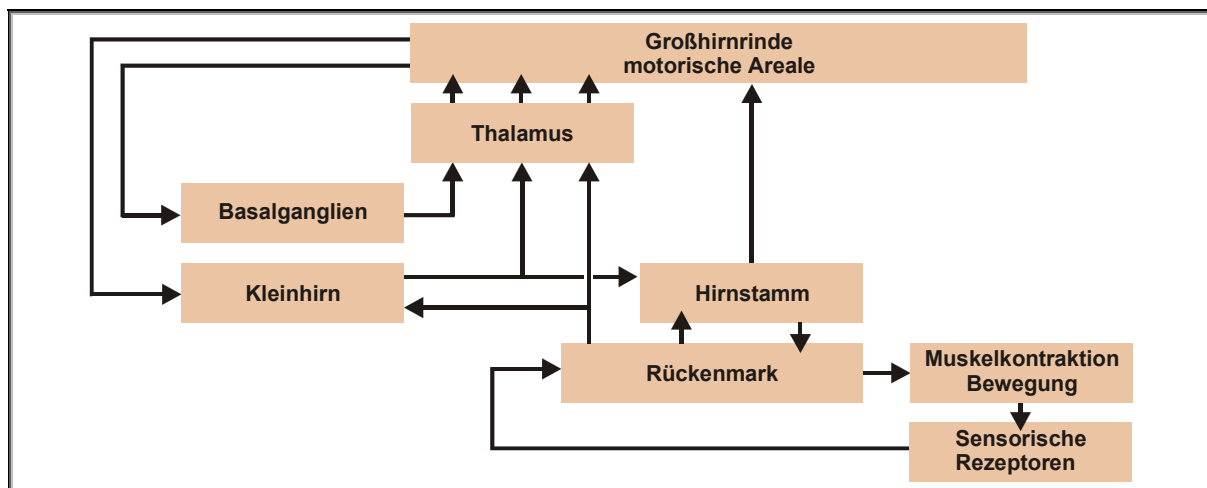 Großhirnrinde
motorische Areale
Thalamus
Basalganglien
Kleinhirn
Hirnstamm
Rückenmark
Muskelkontraktion
Bewegung
Sensorische
Rezeptoren